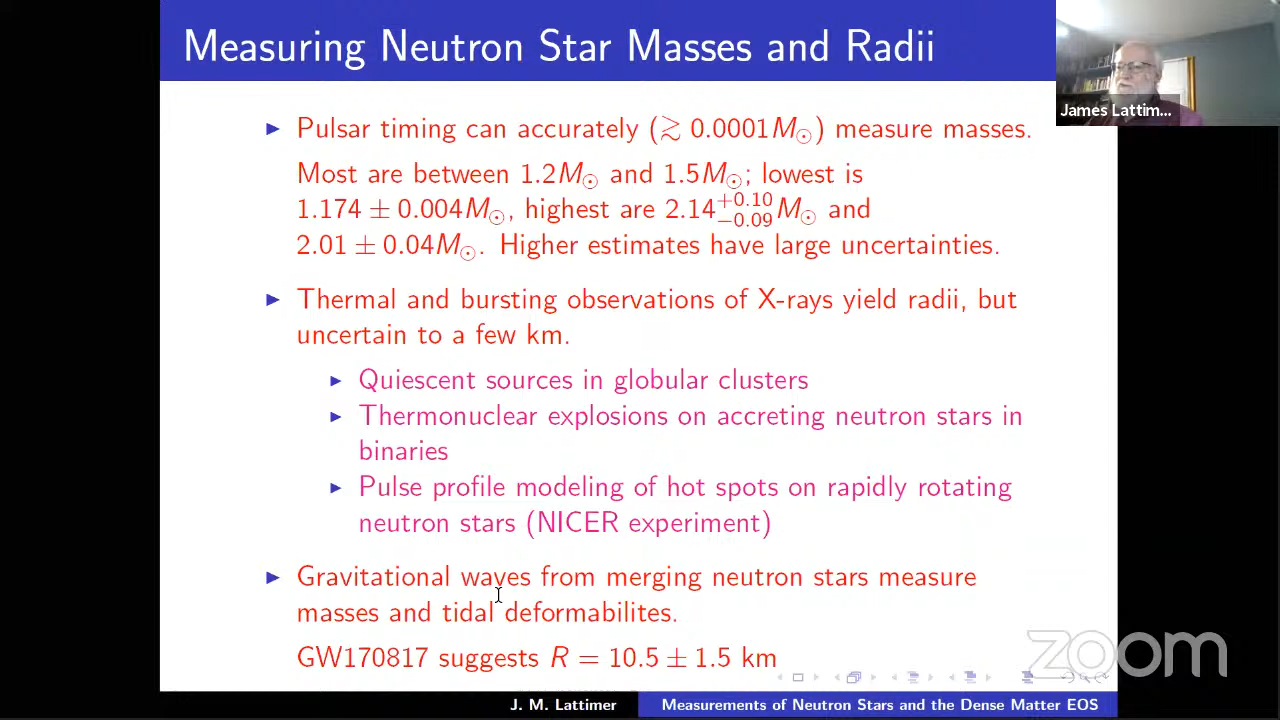 Measuring Neutron Star Masses and Radii
James Lattim...
▶ Pulsar timing can accurately (≳ 0.0001M⊙) measure masses.
Most are between 1.2M⊙ and 1.5M⊙; lowest is
1.174 ± 0.004M⊙, highest are 2.14+0.10−0.09M⊙ and
2.01 ± 0.04M⊙. Higher estimates have large uncertainties.
▶ Thermal and bursting observations of X-rays yield radii, but
uncertain to a few km.
▶ Quiescent sources in globular clusters
▶ Thermonuclear explosions on accreting neutron stars in
binaries
▶ Pulse profile modeling of hot spots on rapidly rotating
neutron stars (NICER experiment)
▶ Gravitational waves from merging neutron stars measure
masses and tidal deformabilites.
GW170817 suggests R = 10.5 ± 1.5 km
zoom
J. M. Lattimer
Measurements of Neutron Stars and the Dense Matter EOS